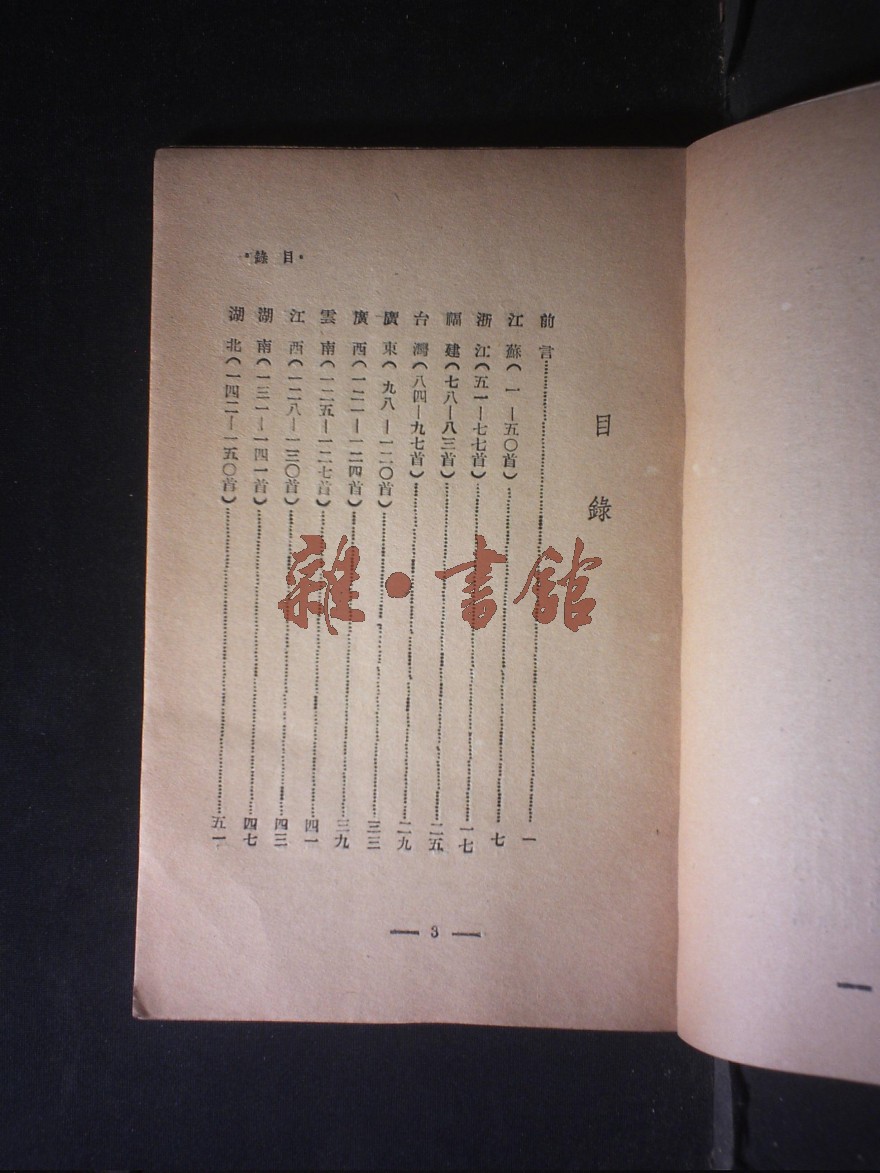 目錄
前言⋯⋯⋯⋯一
江蘇(一—五〇首)⋯⋯⋯⋯七
浙江(五一—七七首)⋯⋯⋯⋯一七
福建(七八—八三首)⋯⋯⋯⋯二五
台灣(八四—九七首)⋯⋯⋯⋯二九
廣東(九八—一二〇首)⋯⋯⋯⋯三三
廣西(一二一—一二四首)⋯⋯⋯⋯三九
雲南(一二五—一二七首)⋯⋯⋯⋯四一
江西(一二八—一三〇首)⋯⋯⋯⋯四三
湖南(一三一—一四一首)⋯⋯⋯⋯四七
湖北(一四二—一五〇首)⋯⋯⋯⋯五一
·目錄·
— 3 —
雜·書館